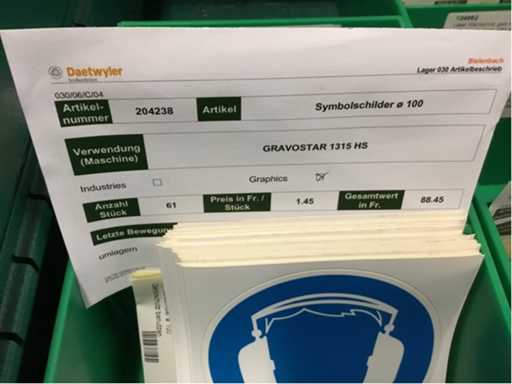 124662
Bleienbach
Lager 030 Artikelbeschrieb
Daetwyler
030/06/C/04
Artikel-nummer 204238 Artikel Symbolschilder ø 100
Verwendung (Maschine) GRAVOSTAR 1315 HS
Industries Graphics
Anzahl Stück 61 Preis in Fr. / Stück 1.45 Gesamtwert in Fr. 88.45
Letzte Bewegung
umlagern